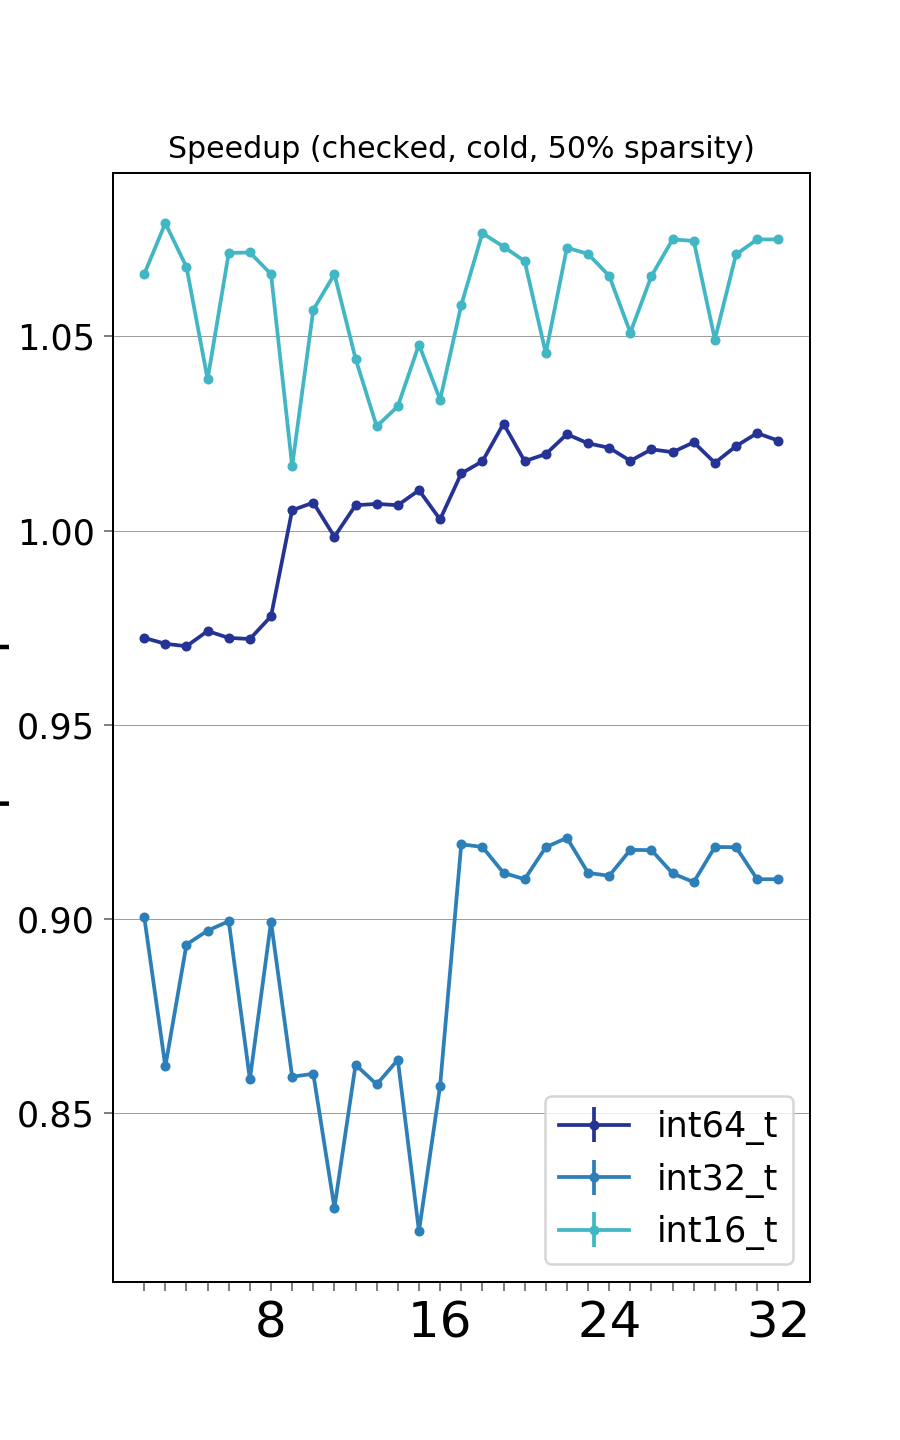 Speedup (checked, cold, 50% sparsity)
1.05
1.00
0.95
0.90
0.85
int64_t
int32_t
int16_t
8 16 24 32